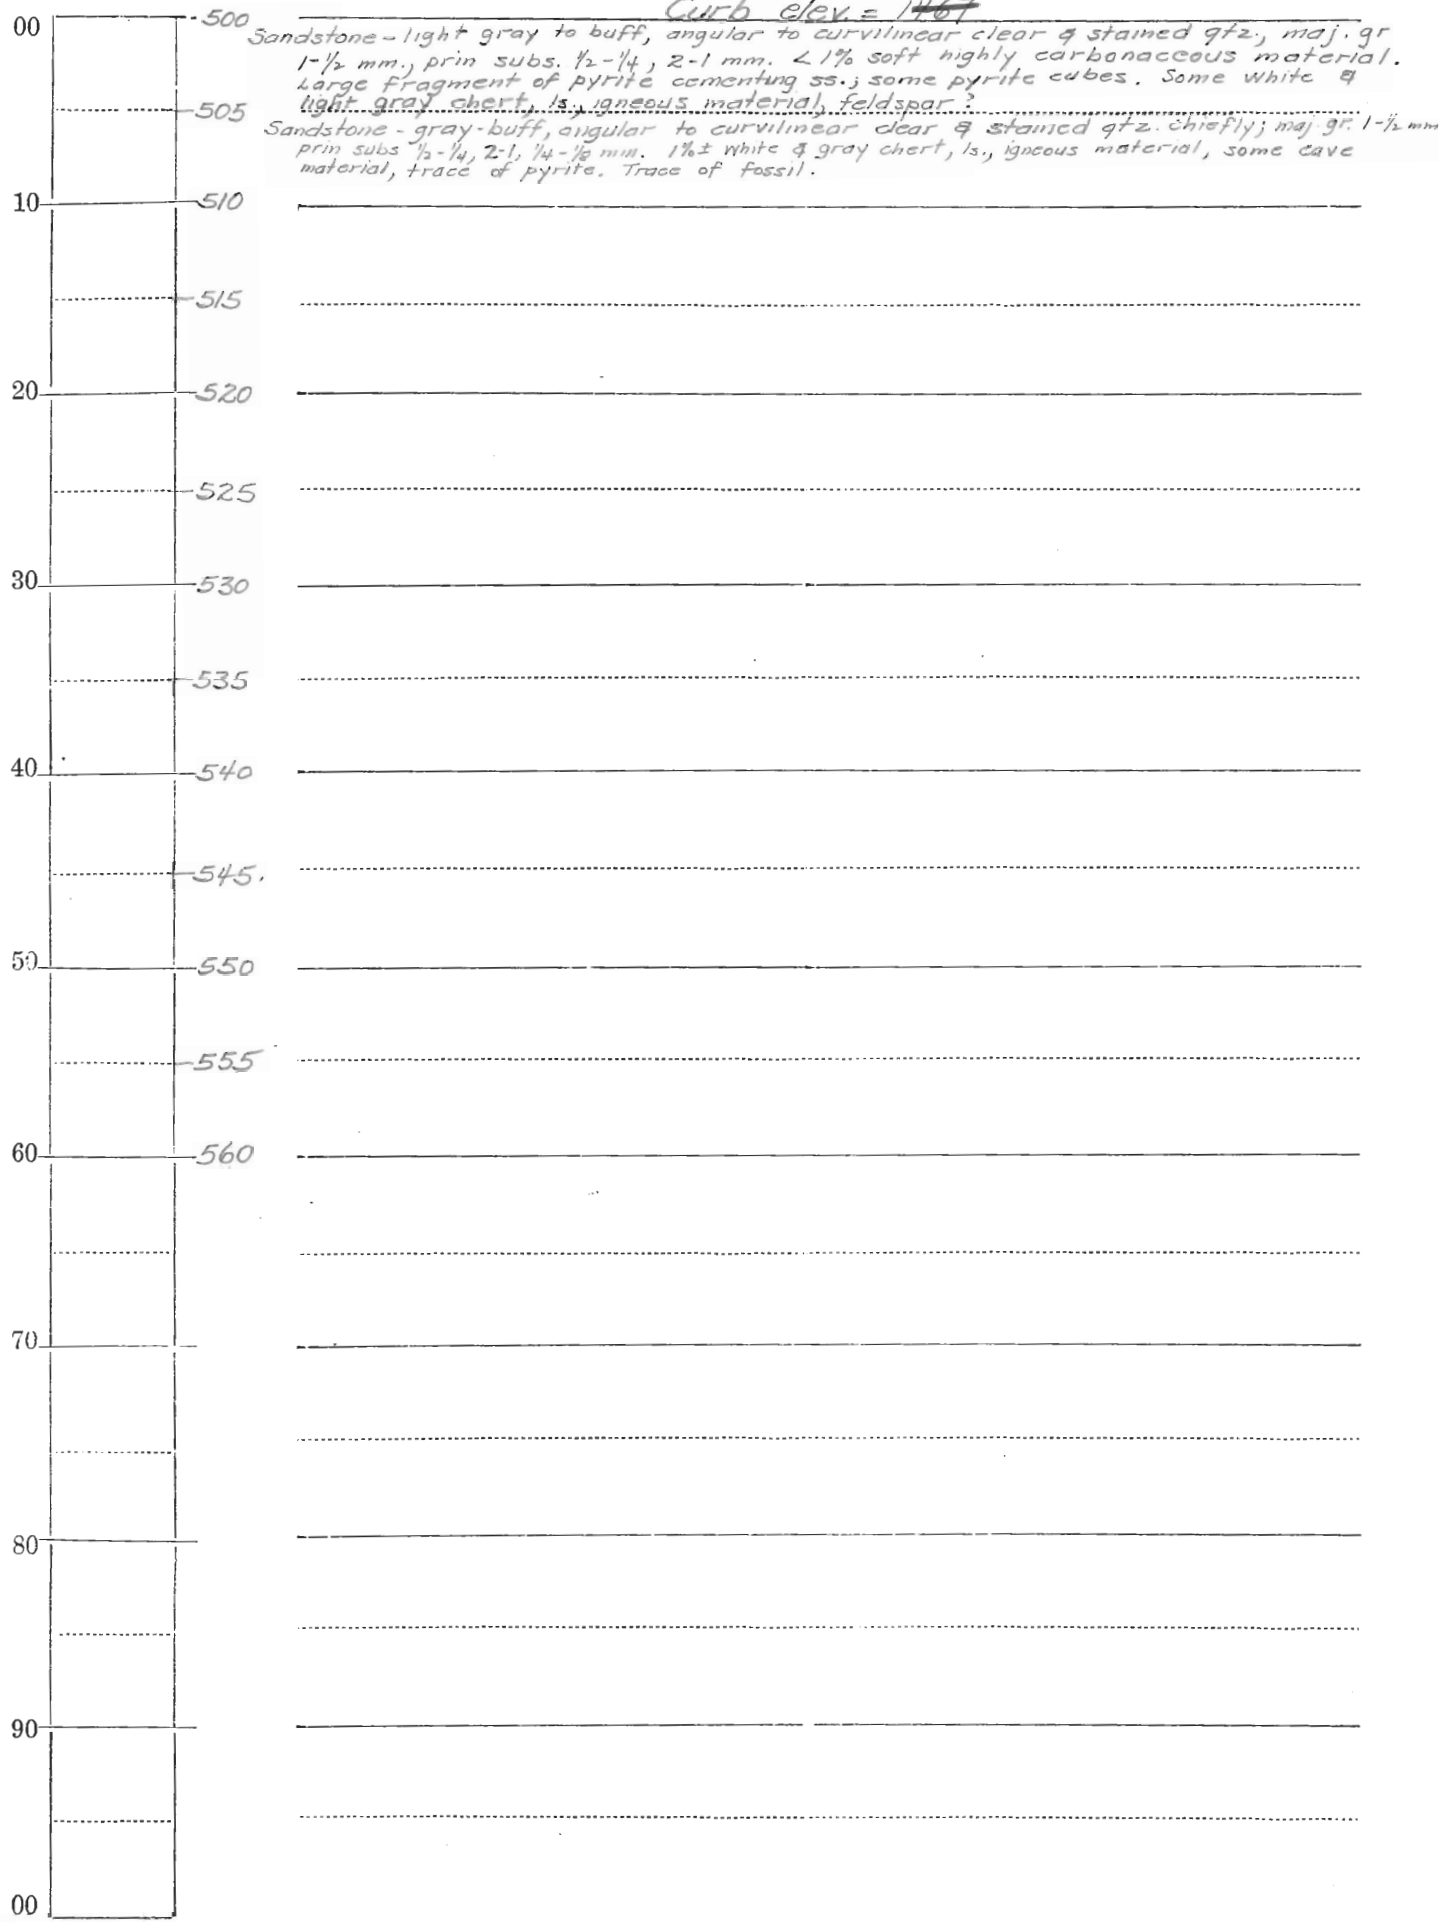 Curb elev. = 1461
00 500
Sandstone - light gray to buff, angular to curvilinear clear & stained qtz., maj. gr
1-½ mm., prin subs. ½-¼, 2-1 mm. < 1% soft highly carbonaceous material.
Large fragment of pyrite cementing ss.; some pyrite cubes. Some white &
light gray chert, ls., igneous material, feldspar?
505
Sandstone - gray-buff, angular to curvilinear clear & stained qtz. chiefly; maj. gr. 1-½ mm
prin subs ½-¼, 2-1, ¼-⅛ mm. 1%± white & gray chert, ls., igneous material, some cave
material, trace of pyrite. Trace of fossil.
10 510
515
20 520
525
30 530
535
40 540
545.
50 550
555
60 560
70
80
90
00